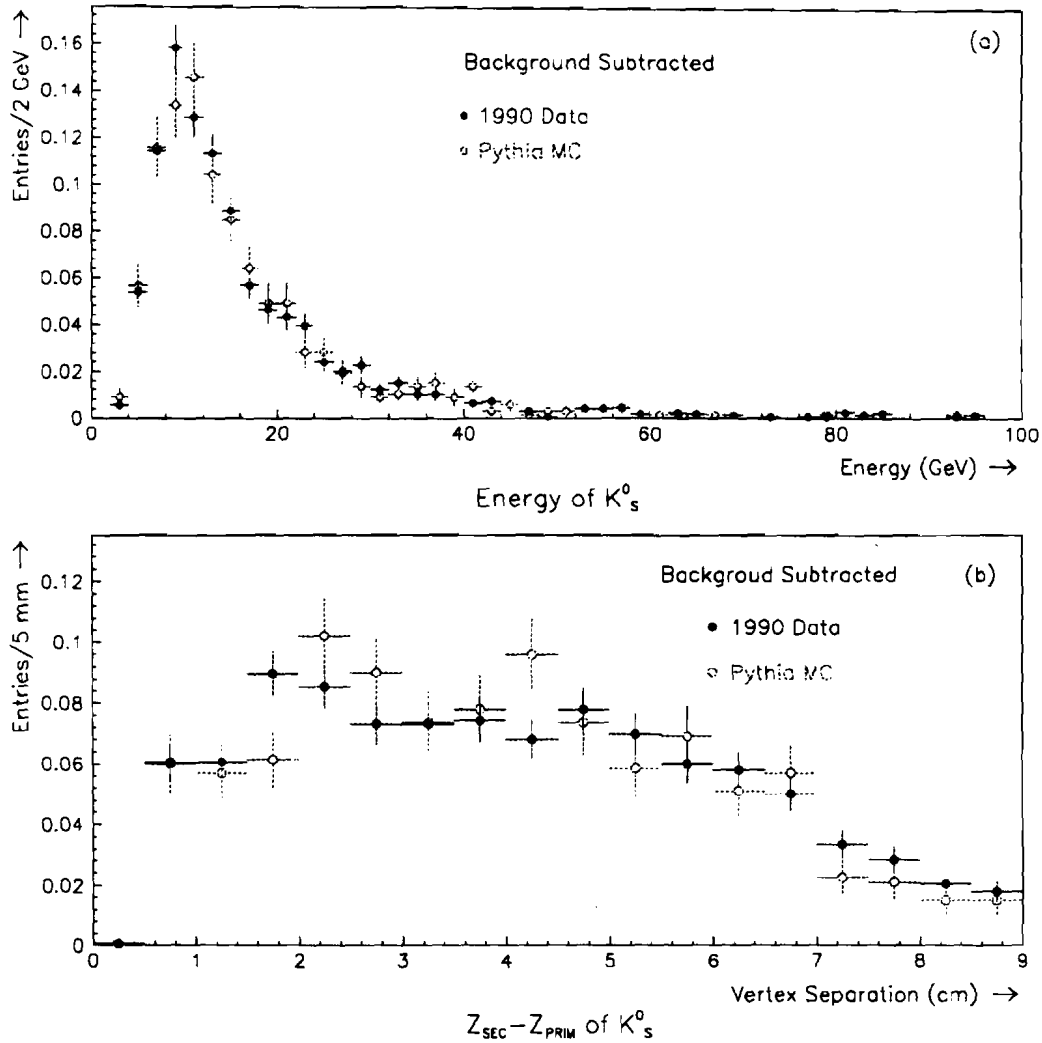 Entries/2 GeV →
0.16
0.14
0.12
0.1
0.08
0.06
0.04
0.02
0
(a)
Background Subtracted
1990 Data
Pythia MC
0 20 40 60 80 100
Energy (GeV) →
Energy of K⁰s
Entries/5 mm →
0.12
0.1
0.08
0.06
0.04
0.02
0
Backgroud Subtracted (b)
1990 Data
Pythia MC
0 1 2 3 4 5 6 7 8 9
Vertex Separation (cm) →
Z_SEC−Z_PRIM of K⁰s